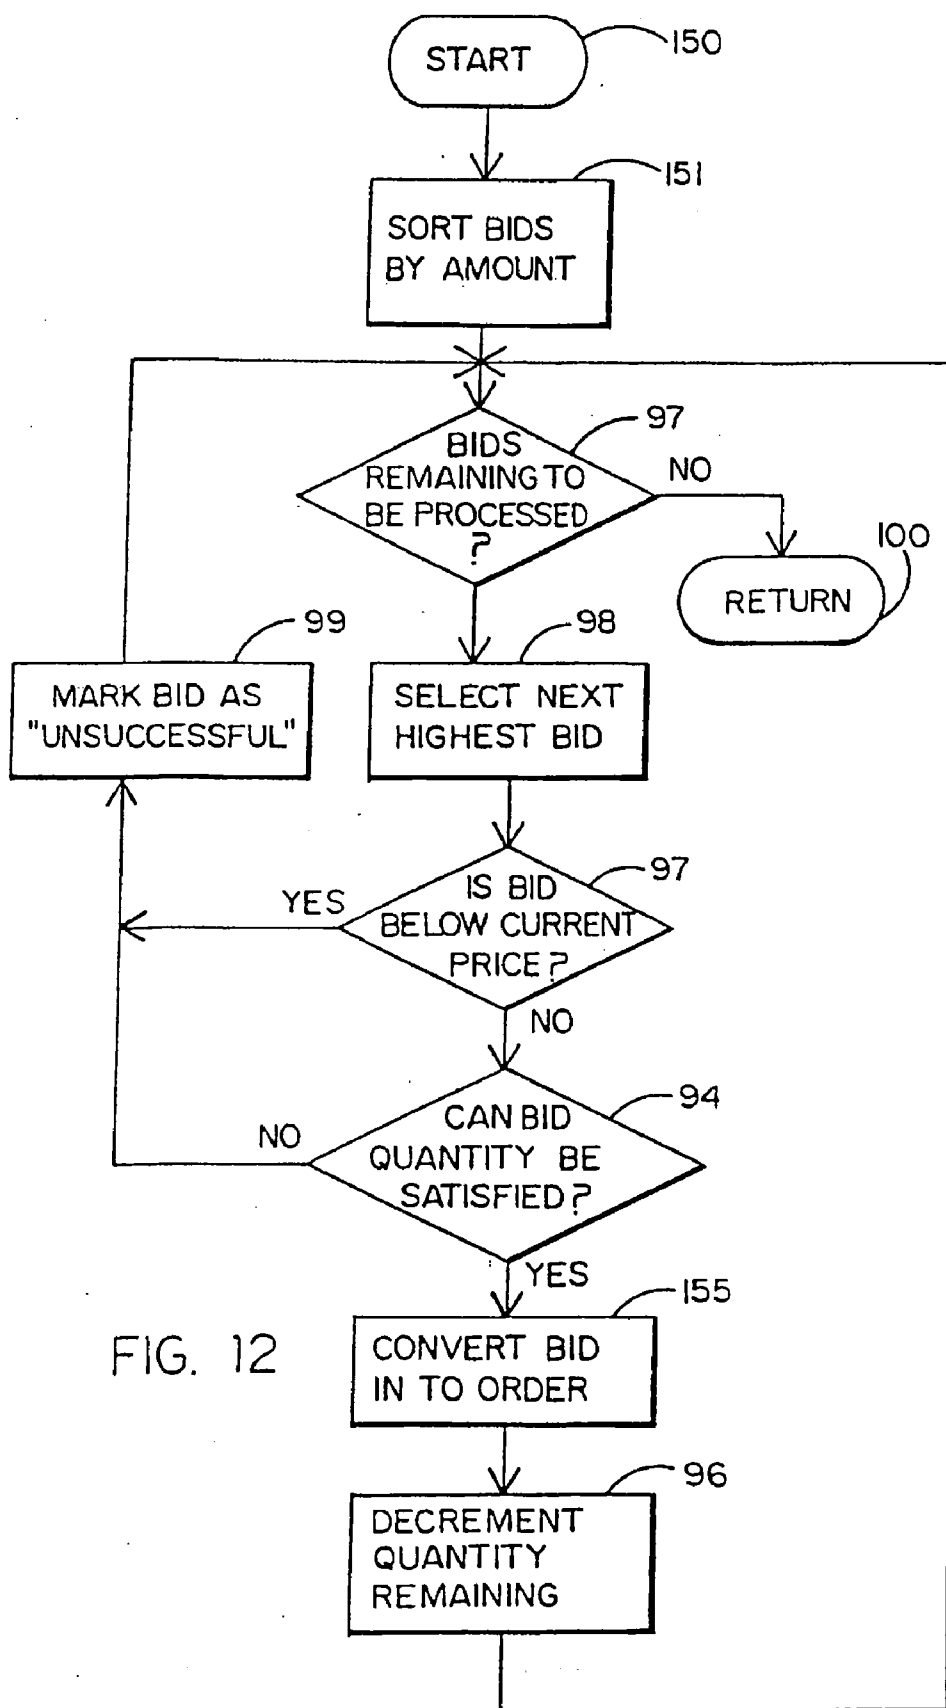 START
150
151
SORT BIDS
BY AMOUNT
97
BIDS
REMAINING TO
BE PROCESSED
?
NO
100
RETURN
99
MARK BID AS
"UNSUCCESSFUL"
98
SELECT NEXT
HIGHEST BID
97
IS BID
BELOW CURRENT
PRICE?
YES
NO
94
CAN BID
QUANTITY BE
SATISFIED?
NO
YES
155
CONVERT BID
IN TO ORDER
FIG. 12
96
DECREMENT
QUANTITY
REMAINING